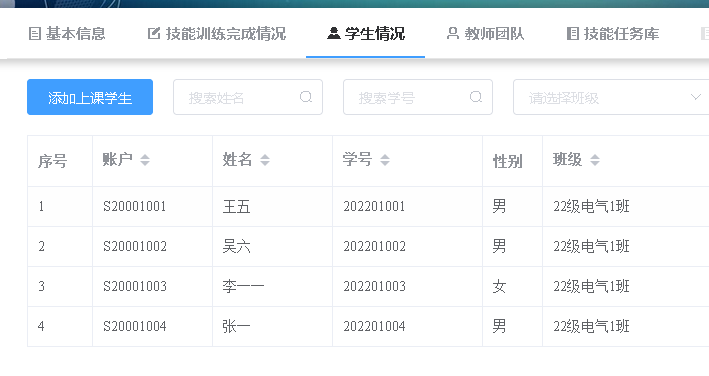 基本信息 技能训练完成情况 学生情况 教师团队 技能任务库
添加上课学生 搜索姓名 搜索学号 请选择班级
序号 账户 姓名 学号 性别 班级
1 S20001001 王五 202201001 男 22级电气1班
2 S20001002 吴六 202201002 男 22级电气1班
3 S20001003 李一一 202201003 女 22级电气1班
4 S20001004 张一 202201004 男 22级电气1班